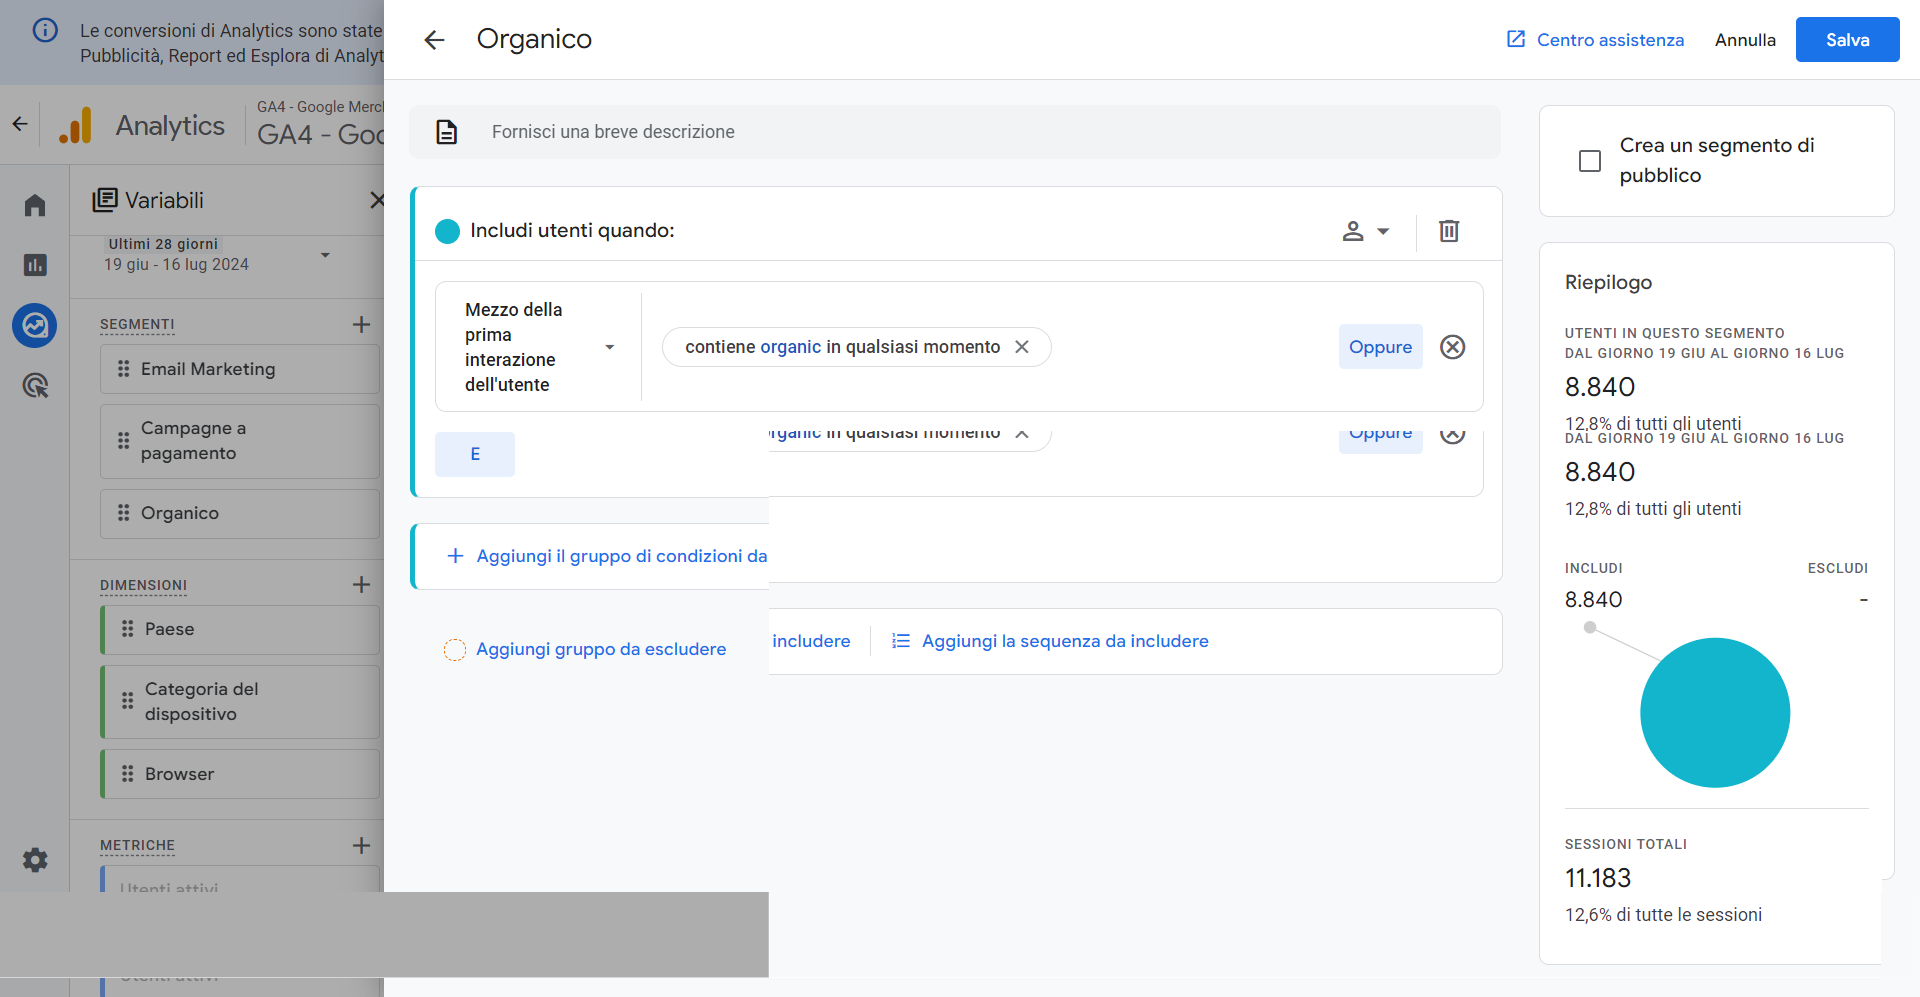 Le conversioni di Analytics sono state
Pubblicità, Report ed Esplora di Analyt
Analytics
GA4 - Google Merc
GA4 - Goo
Variabili
Ultimi 28 giorni
19 giu - 16 lug 2024
SEGMENTI
Email Marketing
Campagne a
pagamento
Organico
DIMENSIONI
Paese
Categoria del
dispositivo
Browser
METRICHE
Utenti attivi
Utenti attivi
Organico
Centro assistenza
Annulla
Salva
Fornisci una breve descrizione
Includi utenti quando:
Mezzo della
prima
interazione
dell'utente
contiene organic in qualsiasi momento
Oppure
E
organic in qualsiasi momento
Oppure
Aggiungi il gruppo di condizioni da
includere
Aggiungi la sequenza da includere
Aggiungi gruppo da escludere
Crea un segmento di
pubblico
Riepilogo
UTENTI IN QUESTO SEGMENTO
DAL GIORNO 19 GIU AL GIORNO 16 LUG
8.840
12,8% di tutti gli utenti
DAL GIORNO 19 GIU AL GIORNO 16 LUG
8.840
12,8% di tutti gli utenti
INCLUDI
ESCLUDI
8.840
-
SESSIONI TOTALI
11.183
12,6% di tutte le sessioni